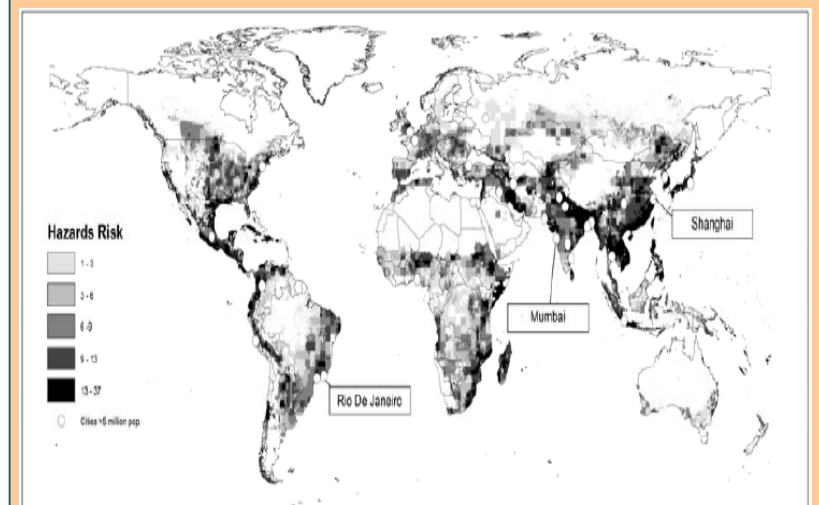 Hazards Risk
1 - 3
3 - 6
6 - 9
9 - 13
13 - 37
Cities >5 million pop.
Shanghai
Mumbai
Rio De Janeiro